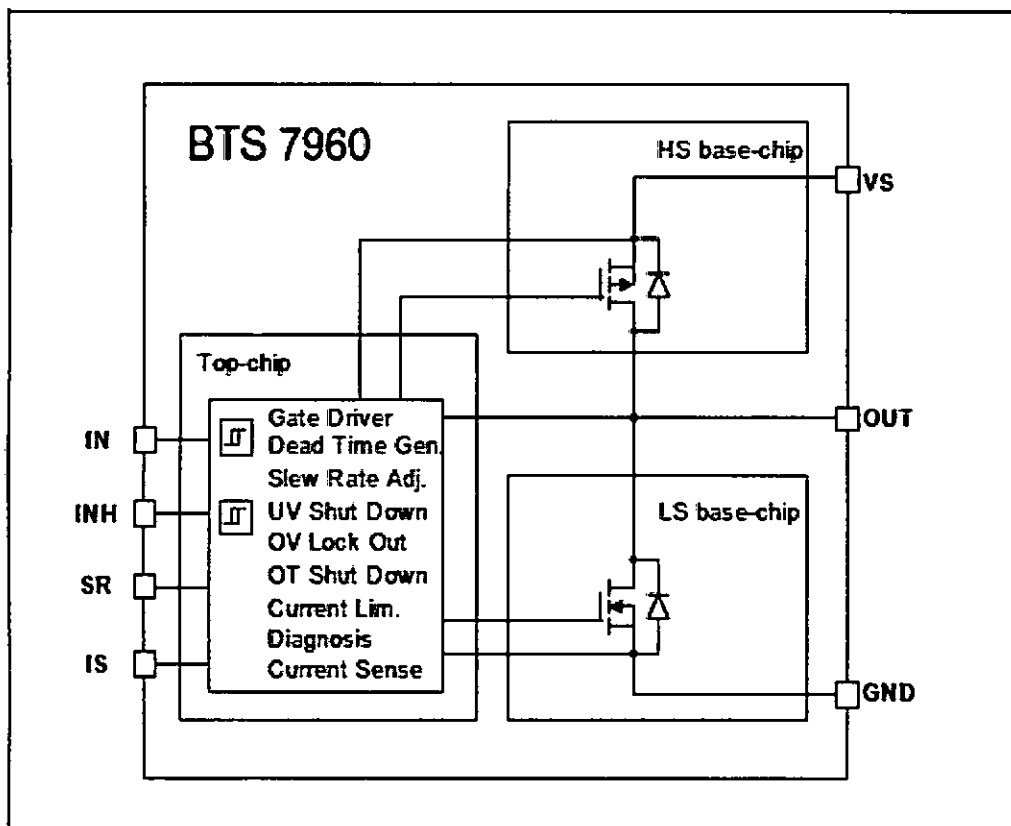 BTS 7960
HS base-chip
VS
Top-chip
Gate Driver
Dead Time Gen.
Slew Rate Adj.
UV Shut Down
OV Lock Out
OT Shut Down
Current Lim.
Diagnosis
Current Sense
IN
INH
SR
IS
OUT
LS base-chip
GND